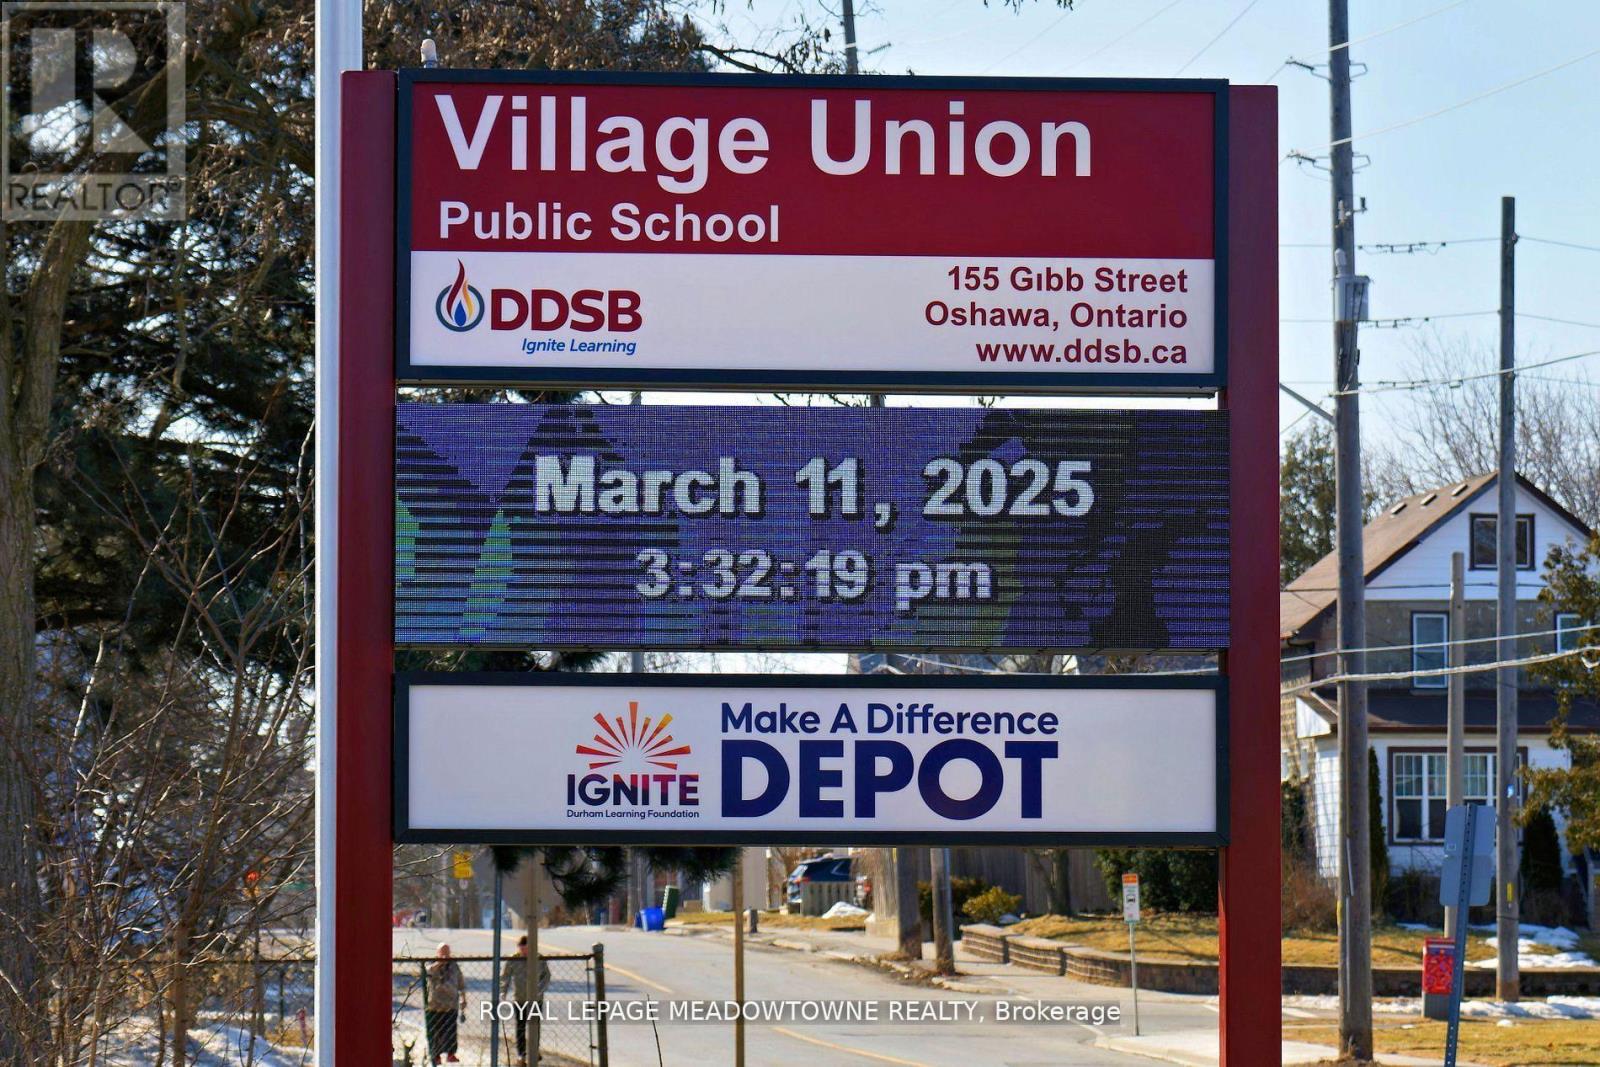 REALTOR®
Village Union
Public School
DDSB
Ignite Learning
155 Gibb Street
Oshawa, Ontario
www.ddsb.ca
March 11, 2025
3:32:19 pm
IGNITE
Durham Learning Foundation
Make A Difference
DEPOT
ROYAL LEPAGE MEADOWTOWNE REALTY, Brokerage